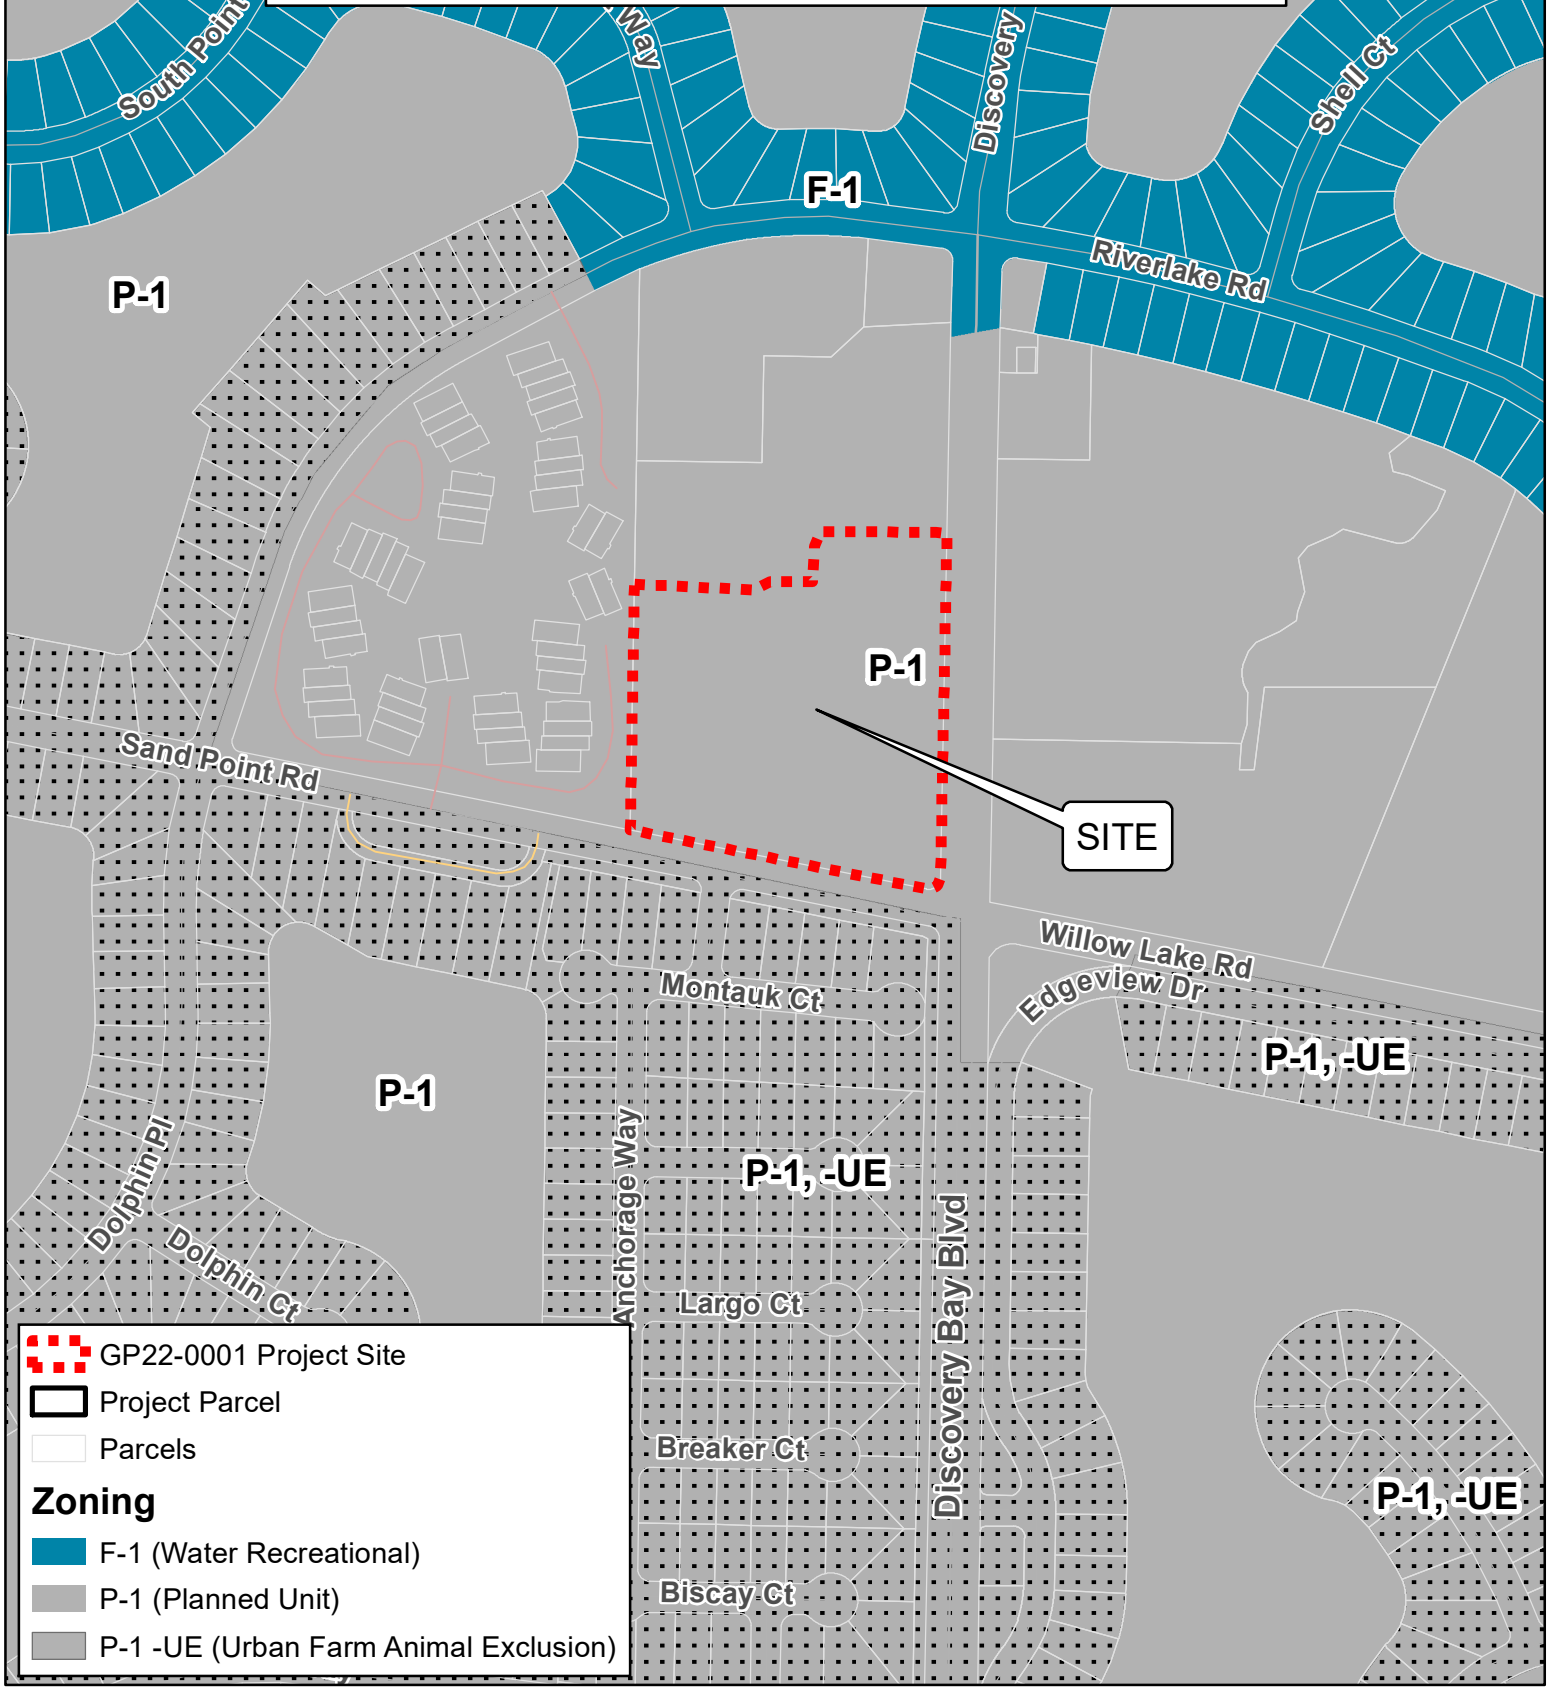 South Point
Way
Discovery
Shell Ct
F-1
Riverlake Rd
P-1
P-1
Sand Point Rd
SITE
Willow Lake Rd
Edgeview Dr
Montauk Ct
P-1, -UE
P-1
Dolphin Pl
Anchorage Way
P-1, -UE
Discovery Bay Blvd
Dolphin Ct
Largo Ct
Breaker Ct
P-1, -UE
Biscay Ct
GP22-0001 Project Site
Project Parcel
Parcels
Zoning
F-1 (Water Recreational)
P-1 (Planned Unit)
P-1 -UE (Urban Farm Animal Exclusion)